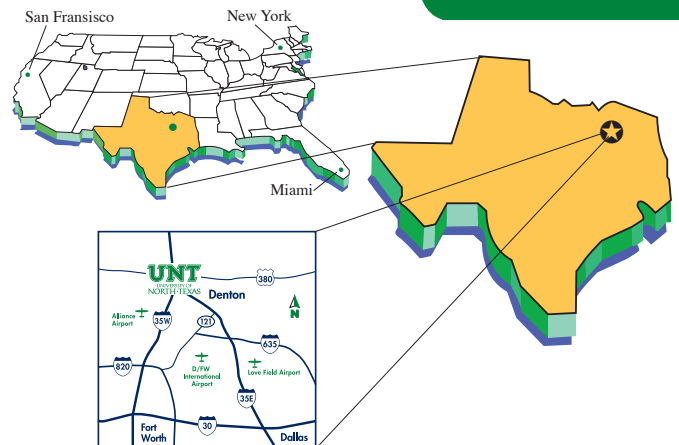 San Fransisco
New York
Miami
UNT
UNIVERSITY OF
NORTH·TEXAS
380
Denton
N
Alliance
Airport
35W
121
635
820
D/FW
International
Airport
Love Field Airport
35E
30
Fort
Worth
Dallas